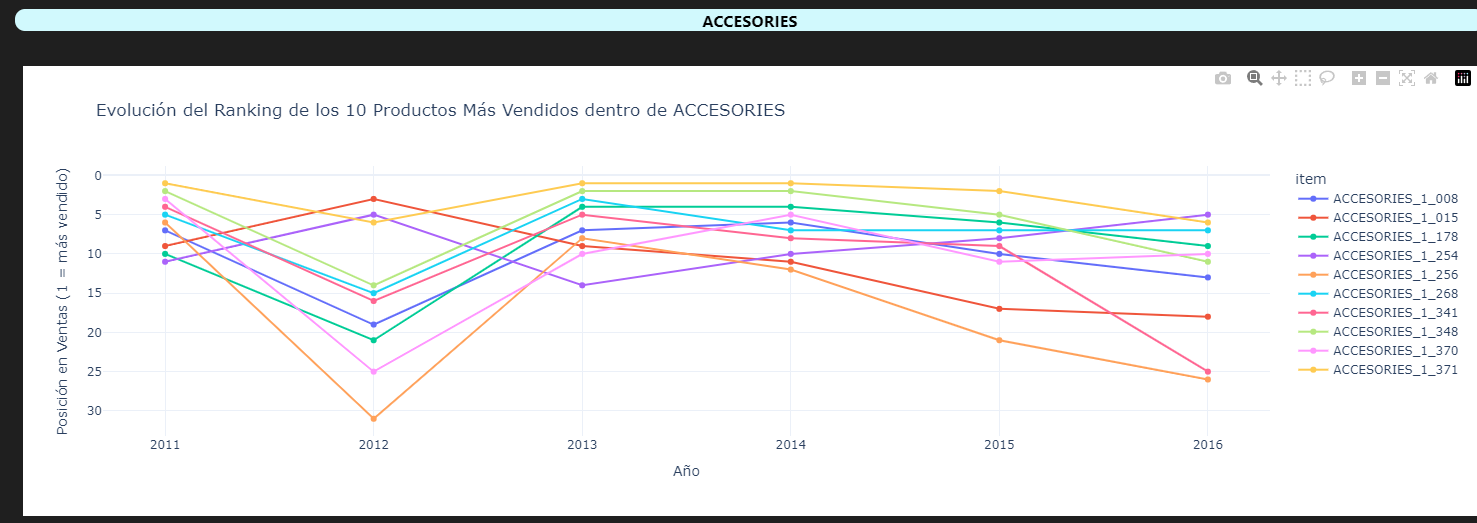 ACCESORIES
Evolución del Ranking de los 10 Productos Más Vendidos dentro de ACCESORIES
Posición en Ventas (1 = más vendido)
0
5
10
15
20
25
30
2011 2012 2013 2014 2015 2016
Año
item
ACCESORIES_1_008
ACCESORIES_1_015
ACCESORIES_1_178
ACCESORIES_1_254
ACCESORIES_1_256
ACCESORIES_1_268
ACCESORIES_1_341
ACCESORIES_1_348
ACCESORIES_1_370
ACCESORIES_1_371